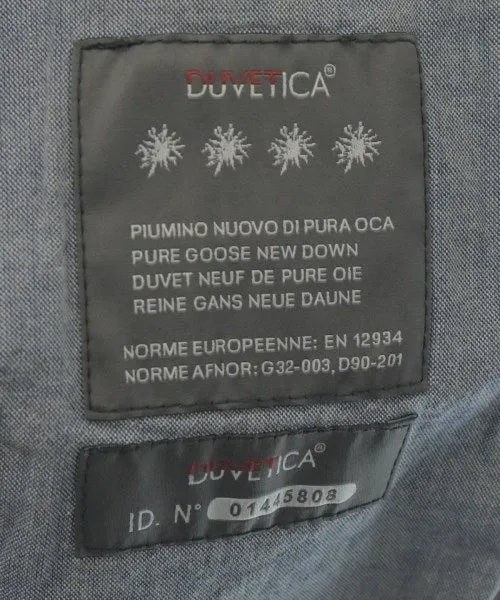 DUVETICA®
PIUMINO NUOVO DI PURA OCA
PURE GOOSE NEW DOWN
DUVET NEUF DE PURE OIE
REINE GANS NEUE DAUNE
NORME EUROPEENNE: EN 12934
NORME AFNOR: G32-003, D90-201
DUVETICA®
ID. N° 01445808